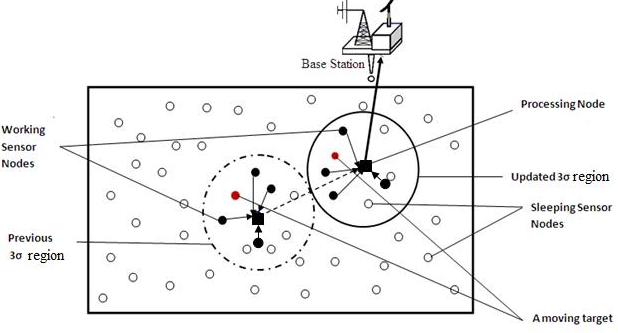 Base Station
Processing Node
Working
Sensor
Nodes
Updated 3σ region
Sleeping Sensor
Nodes
Previous
3σ region
A moving target